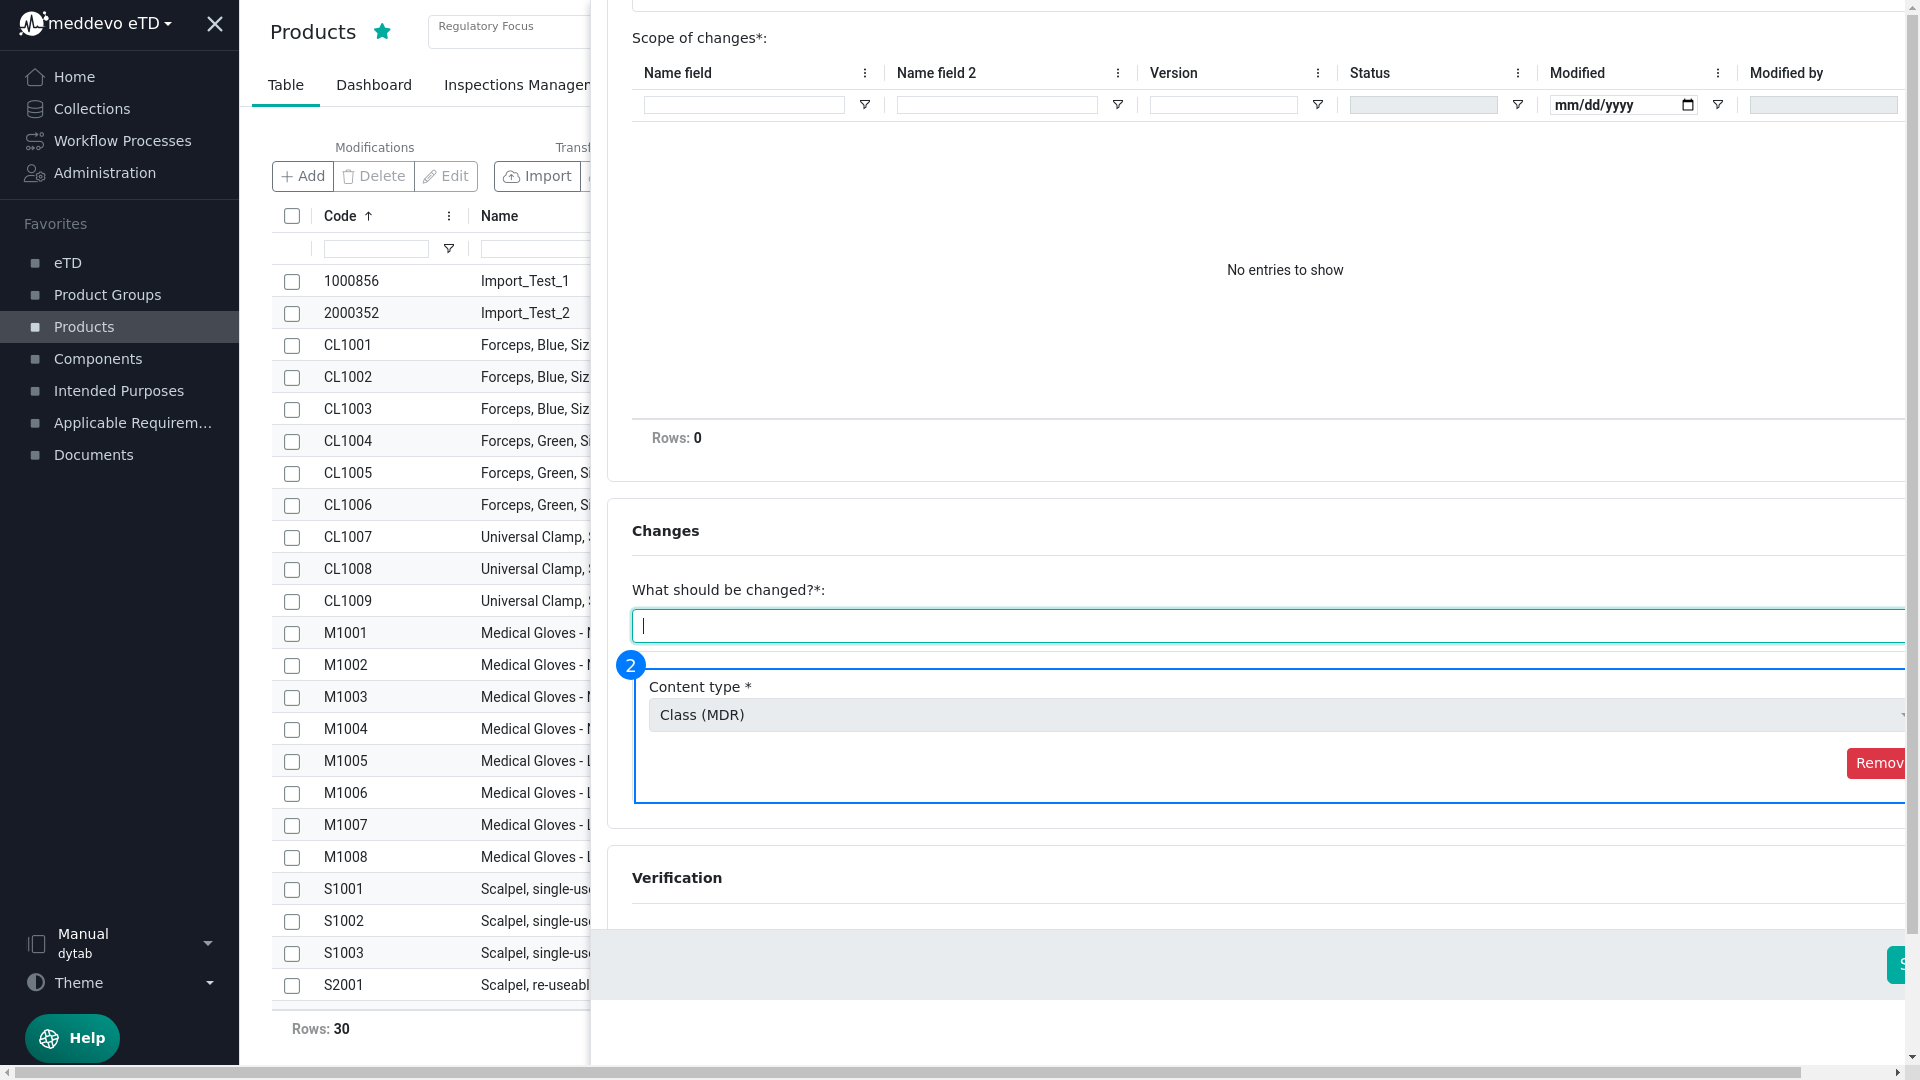 meddevo eTD
Home
Collections
Workflow Processes
Administration
Favorites
eTD
Product Groups
Products
Components
Intended Purposes
Applicable Requirem...
Documents
Manual
dytab
Theme
Help
Products
Regulatory Focus
Table
Dashboard
Inspections Manager
Modifications
Transf
Add
Delete
Edit
Import
Code
Name
1000856 Import_Test_1
2000352 Import_Test_2
CL1001 Forceps, Blue, Siz
CL1002 Forceps, Blue, Siz
CL1003 Forceps, Blue, Siz
CL1004 Forceps, Green, Si
CL1005 Forceps, Green, Si
CL1006 Forceps, Green, Si
CL1007 Universal Clamp,
CL1008 Universal Clamp,
CL1009 Universal Clamp,
M1001 Medical Gloves -
M1002 Medical Gloves -
M1003 Medical Gloves -
M1004 Medical Gloves -
M1005 Medical Gloves - L
M1006 Medical Gloves - L
M1007 Medical Gloves - L
M1008 Medical Gloves - L
S1001 Scalpel, single-us
S1002 Scalpel, single-us
S1003 Scalpel, single-us
S2001 Scalpel, re-useabl
Rows: 30
Scope of changes*:
Name field
Name field 2
Version
Status
Modified
Modified by
mm/dd/yyyy
No entries to show
Rows: 0
Changes
What should be changed?*:
2
Content type *
Class (MDR)
Remov
Verification
S